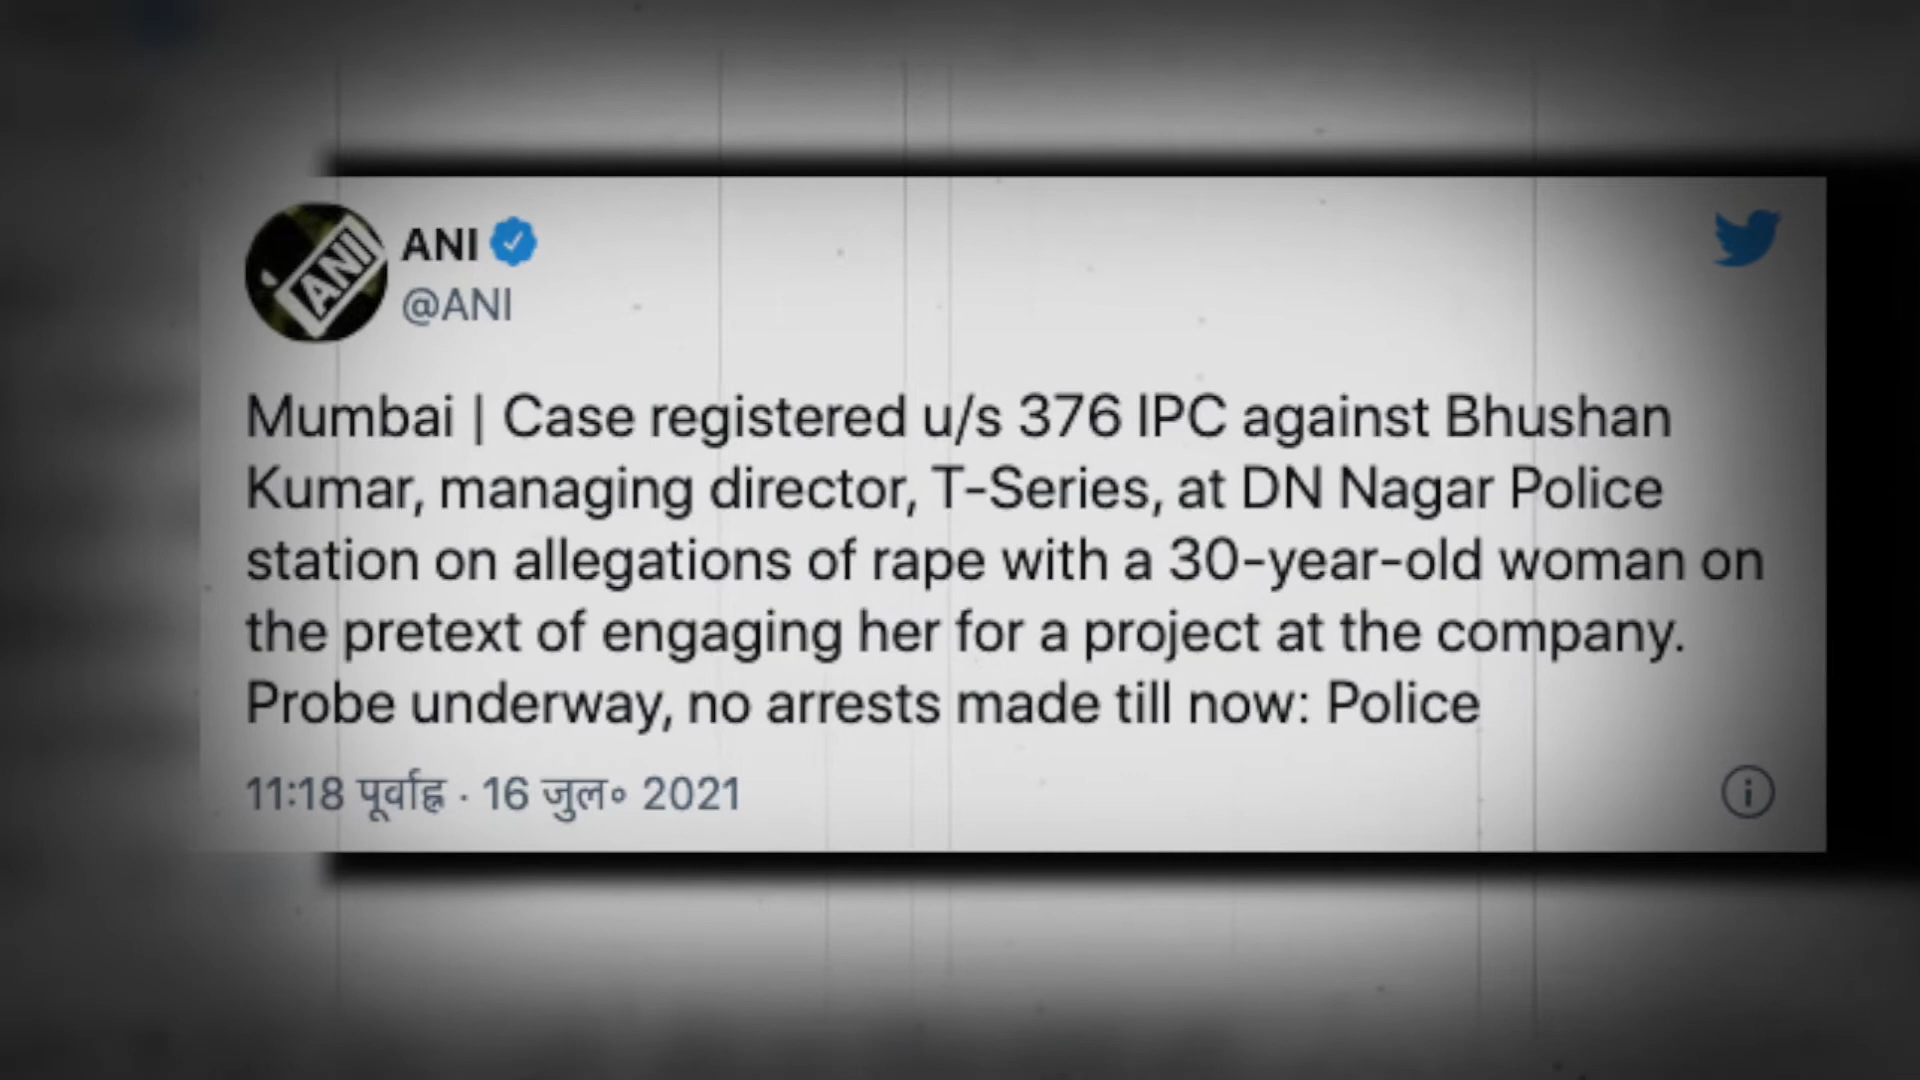 ANI
ANI
@ANI
Mumbai | Case registered u/s 376 IPC against Bhushan
Kumar, managing director, T-Series, at DN Nagar Police
station on allegations of rape with a 30-year-old woman on
the pretext of engaging her for a project at the company.
Probe underway, no arrests made till now: Police
11:18 पूर्वाह्न · 16 जुल॰ 2021